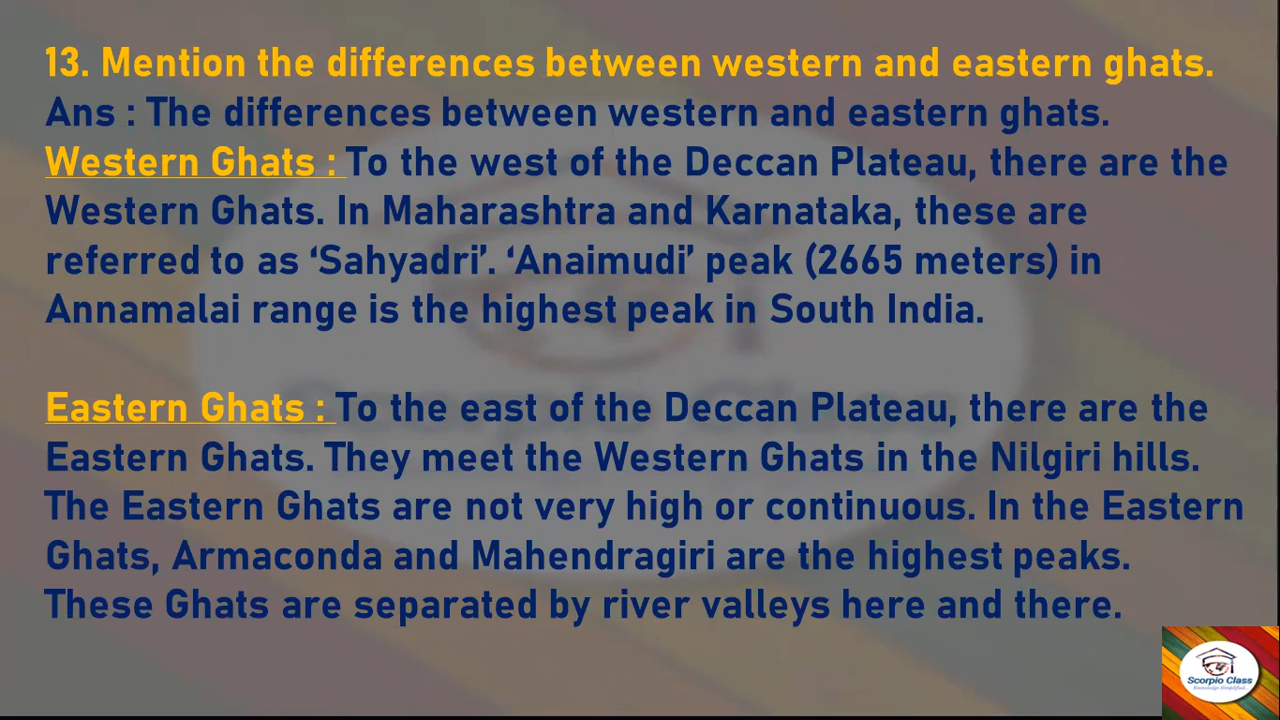 13. Mention the differences between western and eastern ghats.
Ans : The differences between western and eastern ghats.
Western Ghats : To the west of the Deccan Plateau, there are the
Western Ghats. In Maharashtra and Karnataka, these are
referred to as ‘Sahyadri’. ‘Anaimudi’ peak (2665 meters) in
Annamalai range is the highest peak in South India.
Eastern Ghats : To the east of the Deccan Plateau, there are the
Eastern Ghats. They meet the Western Ghats in the Nilgiri hills.
The Eastern Ghats are not very high or continuous. In the Eastern
Ghats, Armaconda and Mahendragiri are the highest peaks.
These Ghats are separated by river valleys here and there.
Scorpio Class
Knowledge Simplified...